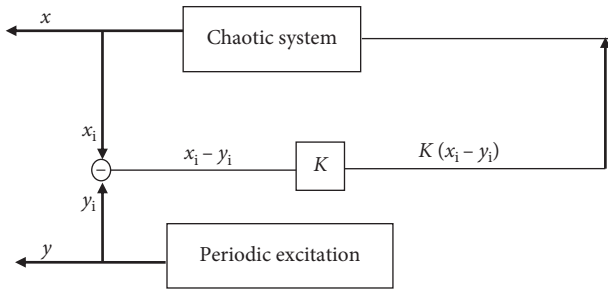 x
Chaotic system
xᵢ
−
xᵢ − yᵢ
K
K (xᵢ − yᵢ)
yᵢ
y
Periodic excitation